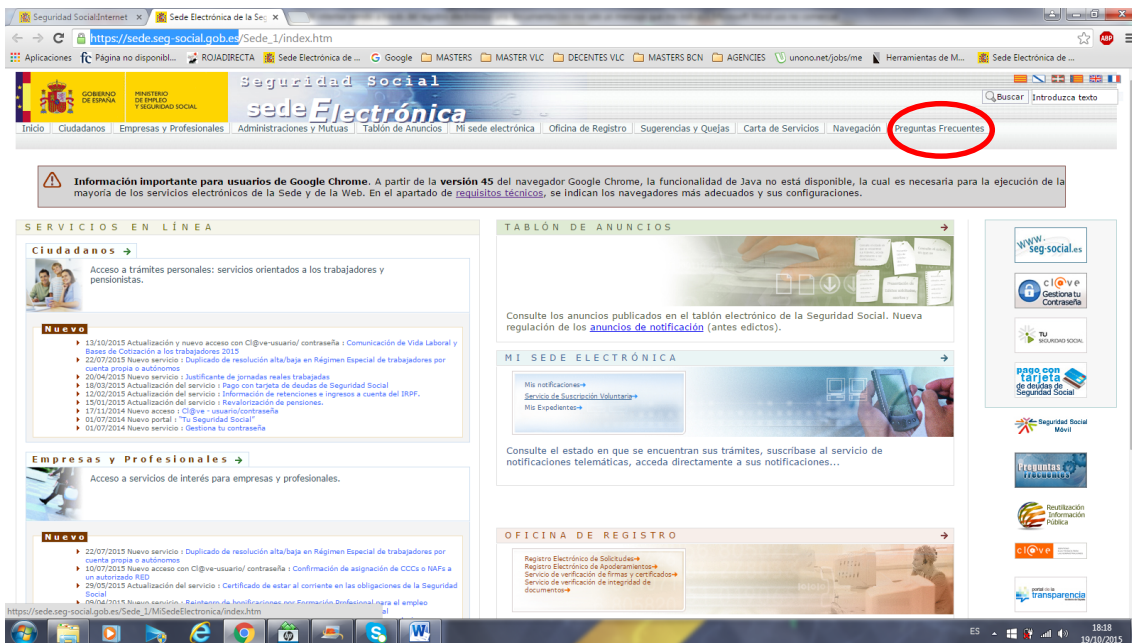 Seguridad Social:Internet
Sede Electrónica de la Seg
https://sede.seg-social.gob.es/Sede_1/index.htm
ABP
Aplicaciones
Página no disponibl...
ROJADIRECTA
Sede Electrónica de ...
Google
MASTERS
MASTER VLC
DECENTES VLC
MASTERS BCN
AGENCIES
unono.net/jobs/me
Herramientas de M...
Sede Electrónica de ...
GOBIERNO
DE ESPAÑA
MINISTERIO
DE EMPLEO
Y SEGURIDAD SOCIAL
Seguridad Social
sede Electrónica
Buscar
Introduzca texto
Inicio
Ciudadanos
Empresas y Profesionales
Administraciones y Mutuas
Tablón de Anuncios
Mi sede electrónica
Oficina de Registro
Sugerencias y Quejas
Carta de Servicios
Navegación
Preguntas Frecuentes
Información importante para usuarios de Google Chrome. A partir de la versión 45 del navegador Google Chrome, la funcionalidad de Java no está disponible, la cual es necesaria para la ejecución de la
mayoría de los servicios electrónicos de la Sede y de la Web. En el apartado de requisitos técnicos, se indican los navegadores más adecuados y sus configuraciones.
SERVICIOS EN LÍNEA
Ciudadanos
Acceso a trámites personales: servicios orientados a los trabajadores y
pensionistas.
Nuevo
13/10/2015 Actualización y nuevo acceso con Cl@ve-usuario/ contraseña : Comunicación de Vida Laboral y
Bases de Cotización a los trabajadores 2015
22/07/2015 Nuevo servicio : Duplicado de resolución alta/baja en Régimen Especial de trabajadores por
cuenta propia o autónomos
20/04/2015 Nuevo servicio : Justificante de jornadas reales trabajadas
18/03/2015 Actualización del servicio : Pago con tarjeta de deudas de Seguridad Social
12/02/2015 Actualización del servicio : Información de retenciones e ingresos a cuenta del IRPF.
15/01/2015 Actualización del servicio : Revalorización de pensiones.
17/11/2014 Nuevo acceso : Cl@ve - usuario/contraseña
01/07/2014 Nuevo portal : "Tu Seguridad Social"
01/07/2014 Nuevo servicio : Gestiona tu contraseña
Empresas y Profesionales
Acceso a servicios de interés para empresas y profesionales.
Nuevo
22/07/2015 Nuevo servicio : Duplicado de resolución alta/baja en Régimen Especial de trabajadores por
cuenta propia o autónomos
10/07/2015 Nuevo acceso con Cl@ve-usuario/ contraseña : Confirmación de asignación de CCCs o NAFs a
un autorizado RED
29/05/2015 Actualización del servicio : Certificado de estar al corriente en las obligaciones de la Seguridad
Social
09/04/2015 Nuevo servicio : Reintegro de bonificaciones por Formación Profesional para el empleo
https://sede.seg-social.gob.es/Sede_1/MiSedeElectronica/index.htm
TABLÓN DE ANUNCIOS
Consulte los anuncios publicados en el tablón electrónico de la Seguridad Social. Nueva
regulación de los anuncios de notificación (antes edictos).
MI SEDE ELECTRÓNICA
Mis notificaciones
Servicio de Suscripción Voluntaria
Mis Expedientes
Consulte el estado en que se encuentran sus trámites, suscríbase al servicio de
notificaciones telemáticas, acceda directamente a sus notificaciones...
OFICINA DE REGISTRO
Registro Electrónico de Solicitudes
Registro Electrónico de Apoderamientos
Servicio de verificación de firmas y certificados
Servicio de verificación de integridad de
documentos
www.
seg-social.es
cl@ve
Gestiona tu
Contraseña
TU
SEGURIDAD SOCIAL
pago con
tarjeta
de deudas de
Seguridad Social
Seguridad Social
Móvil
Preguntas
frecuentes
Reutilización
Información
Pública
cl@ve
portal de la
transparencia
ES
18:18
19/10/2015